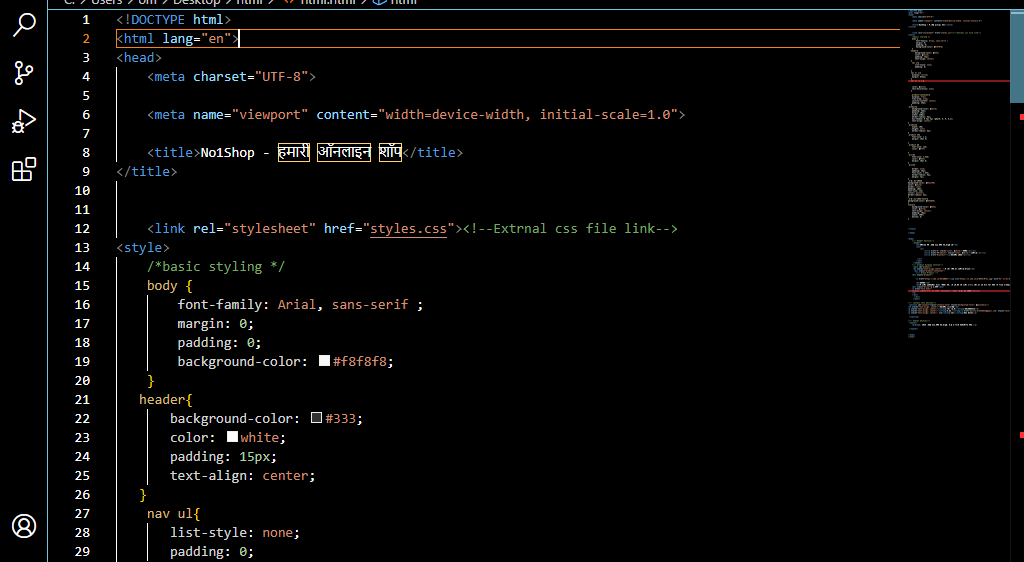 C: > Users > om > Desktop > html > <> html.html > html
1 <!DOCTYPE html>
2 <html lang="en">
3 <head>
4 <meta charset="UTF-8">
5
6 <meta name="viewport" content="width=device-width, initial-scale=1.0">
7
8 <title>No1Shop - हमारी ऑनलाइन शॉप</title>
9 </title>
10
11
12 <link rel="stylesheet" href="styles.css"><!--Extrnal css file link-->
13 <style>
14 /*basic styling */
15 body {
16 font-family: Arial, sans-serif ;
17 margin: 0;
18 padding: 0;
19 background-color: #f8f8f8;
20 }
21 header{
22 background-color: #333;
23 color: white;
24 padding: 15px;
25 text-align: center;
26 }
27 nav ul{
28 list-style: none;
29 padding: 0;